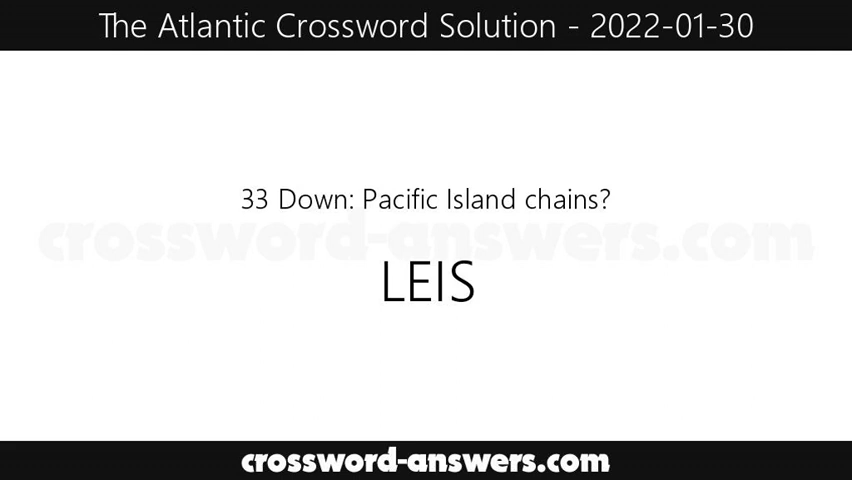 The Atlantic Crossword Solution - 2022-01-30
33 Down: Pacific Island chains?
crossword-answers.com
LEIS
crossword-answers.com